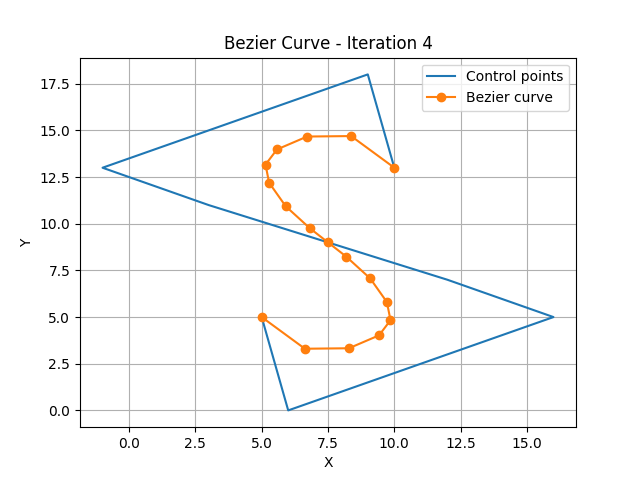 Bezier Curve - Iteration 4
Control points
Bezier curve
17.5
15.0
12.5
10.0
7.5
5.0
2.5
0.0
Y
0.0 2.5 5.0 7.5 10.0 12.5 15.0
X